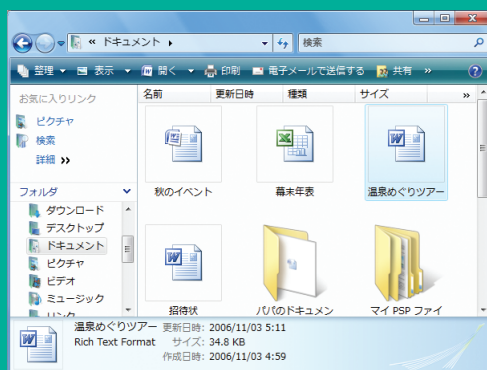 « ドキュメント
検索
整理 表示 開く 印刷 電子メールで送信する 共有 » ?
お気に入りリンク
ピクチャ
検索
詳細 »
フォルダ
ダウンロード
デスクトップ
ドキュメント
ピクチャ
ビデオ
ミュージック
リンク
名前 更新日時 種類 サイズ »
秋のイベント
幕末年表
温泉めぐりツアー
招待状
パパのドキュメン
マイ PSP ファイ
温泉めぐりツアー 更新日時: 2006/11/03 5:11
Rich Text Format サイズ: 34.8 KB
作成日時: 2006/11/03 4:59